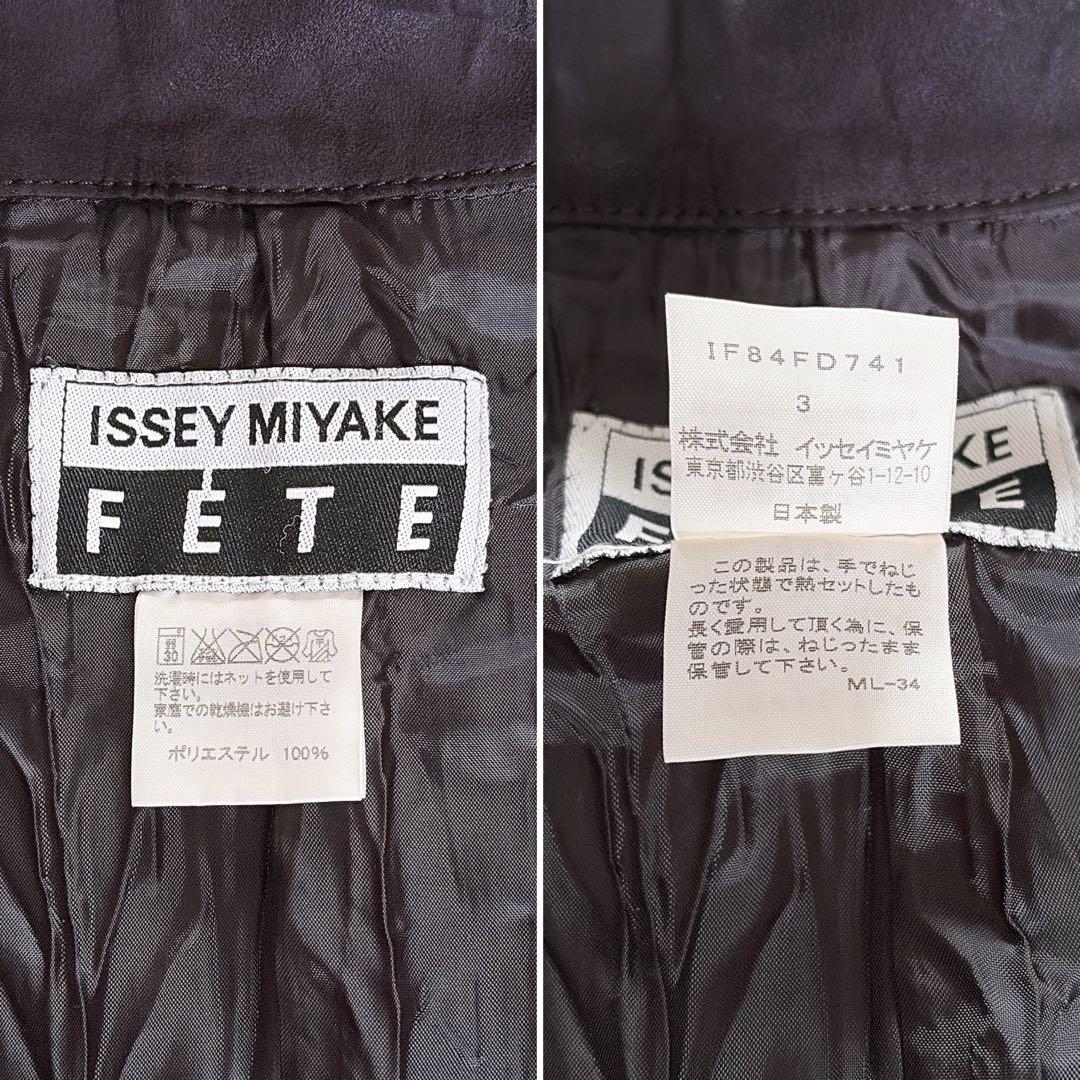 ISSEY MIYAKE
FÊTE
30
洗濯時にはネットを使用して
下さい。
家庭での乾燥機はお避け下さ
い。
ポリエステル 100%
IF84FD741
3
株式会社 イッセイミヤケ
東京都渋谷区富ヶ谷1-12-10
日本製
IS KE
F E
この製品は、手でねじ
った状態で熱セットしたも
のです。
長く愛用して頂く為に、保
管の際は、ねじったまま
保管して下さい。
ML-34